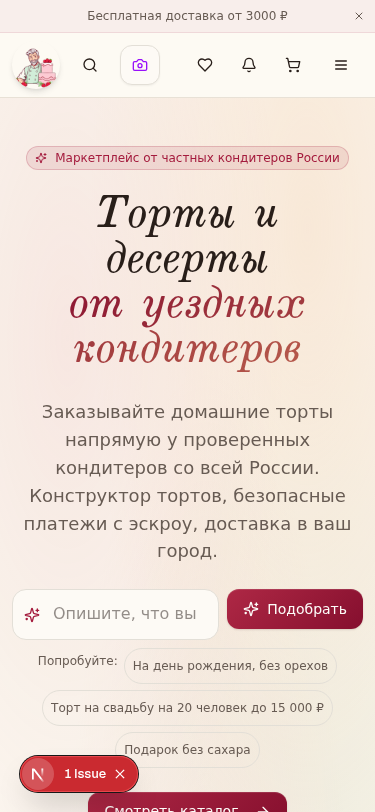 Бесплатная доставка от 3000 ₽
Маркетплейс от частных кондитеров России
Торты и
десерты
от уездных
кондитеров
Заказывайте домашние торты
напрямую у проверенных
кондитеров со всей России.
Конструктор тортов, безопасные
платежи с эскроу, доставка в ваш
город.
Опишите, что вы
Подобрать
Попробуйте:
На день рождения, без орехов
Торт на свадьбу на 20 человек до 15 000 ₽
Подарок без сахара
N 1 Issue
Смотреть каталог